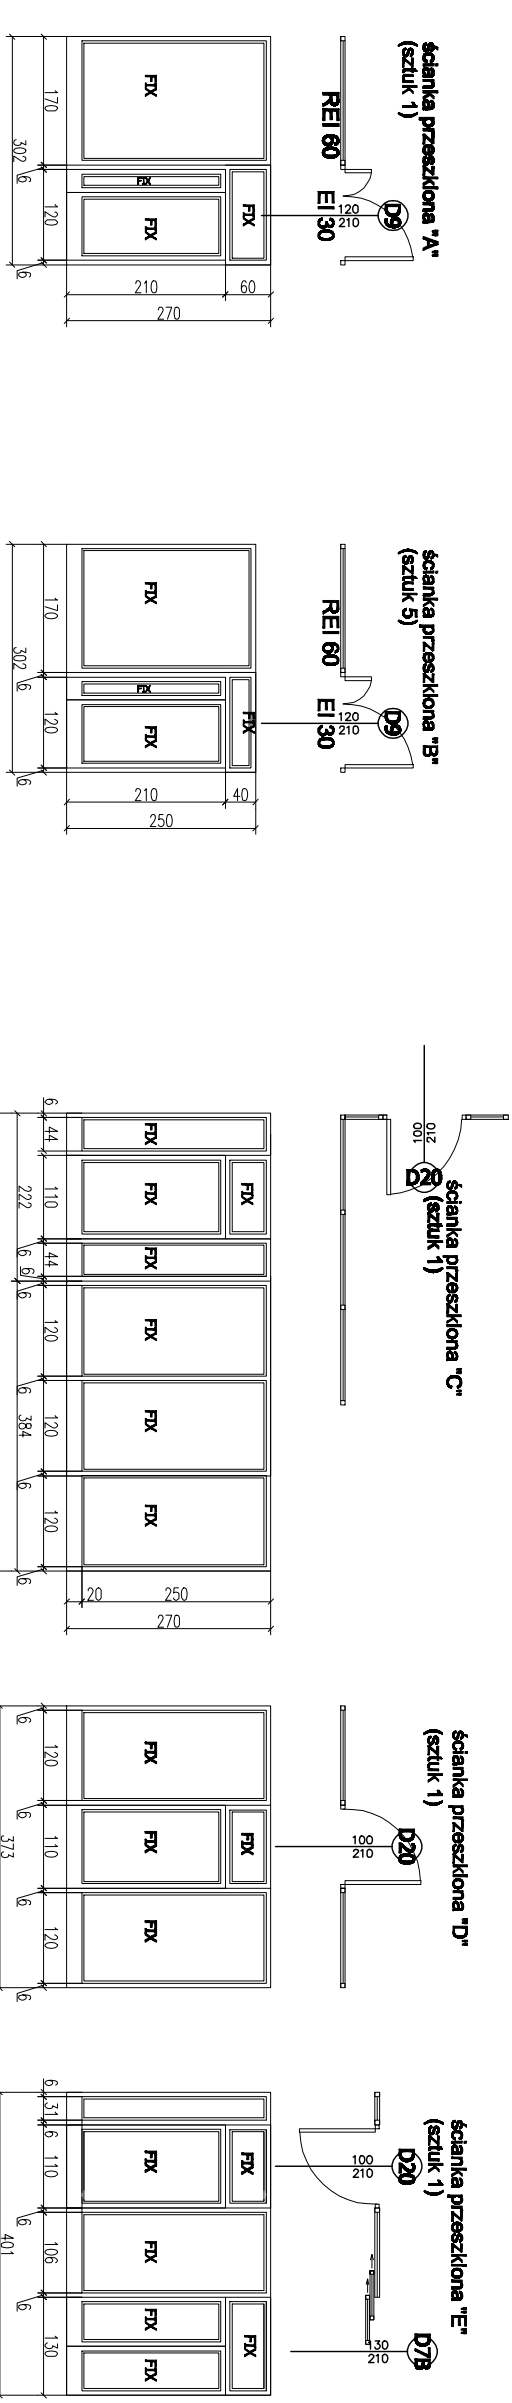 ścianka przeszklona "A"
(sztuk 1)
REI 60
EI 30
D9
120
210
FIX
FIX
FIX
FIX
170
6
120
6
302
210
60
270
ścianka przeszklona "B"
(sztuk 5)
REI 60
EI 30
D9
120
210
FIX
FIX
FIX
FIX
170
6
120
6
302
210
40
250
ścianka przeszklona "C"
(sztuk 1)
D20
100
210
FIX
FIX
FIX
FIX
FIX
FIX
FIX
6
44
110
6
44
6
6
120
6
120
6
120
6
222
384
20
250
270
ścianka przeszklona "D"
(sztuk 1)
D20
100
210
FIX
FIX
FIX
FIX
6
120
6
110
6
120
6
373
ścianka przeszklona "E"
(sztuk 1)
D20
100
210
D7B
130
210
FIX
FIX
FIX
FIX
FIX
FIX
6
31
6
110
6
106
6
130
401